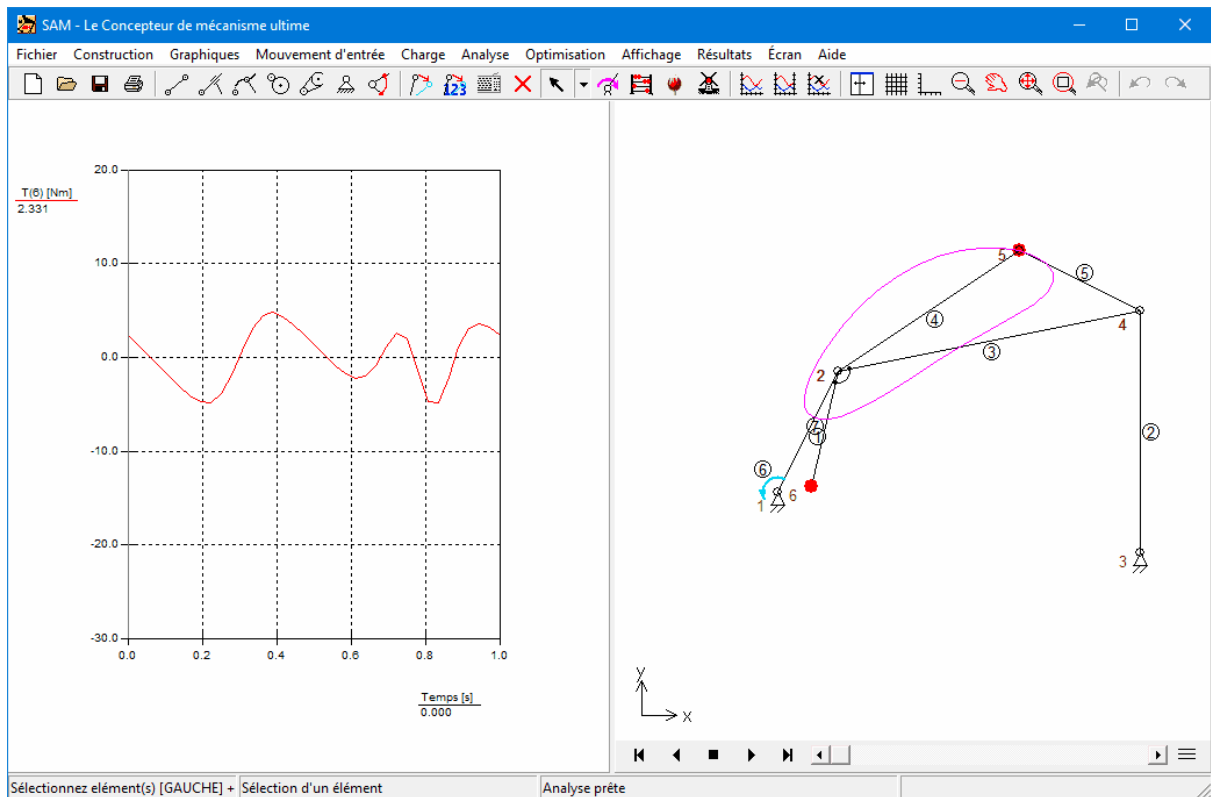 SAM - Le Concepteur de mécanisme ultime
Fichier Construction Graphiques Mouvement d'entrée Charge Analyse Optimisation Affichage Résultats Écran Aide
123
T(6) [Nm]
2.331
20.0
10.0
0.0
-10.0
-20.0
-30.0
0.0 0.2 0.4 0.6 0.8 1.0
Temps [s]
0.000
5
5
4
4
3
2
2
7
1
6
1
6
3
y
x
Sélectionnez elément(s) [GAUCHE] + Sélection d'un élément Analyse prête